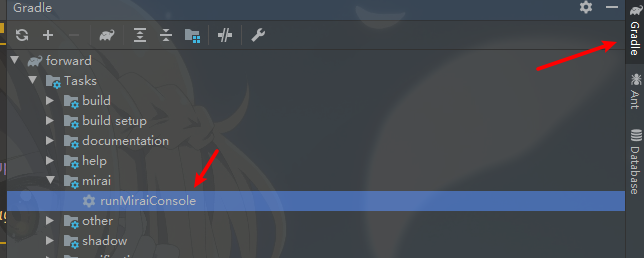 Gradle
forward
Tasks
build
build setup
documentation
help
mirai
runMiraiConsole
other
shadow
Gradle
Ant
Database